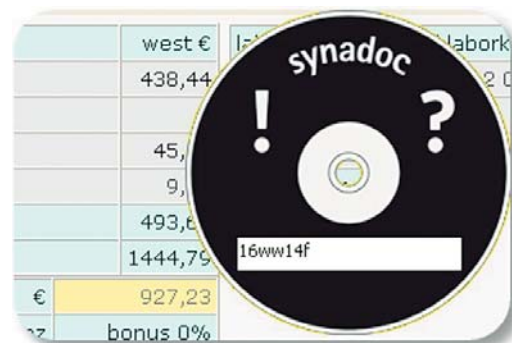 west €
synadoc
438,44
! ?
45,
9,
493,6
1444,79
16ww14f
€ 927,23
bonus 0%